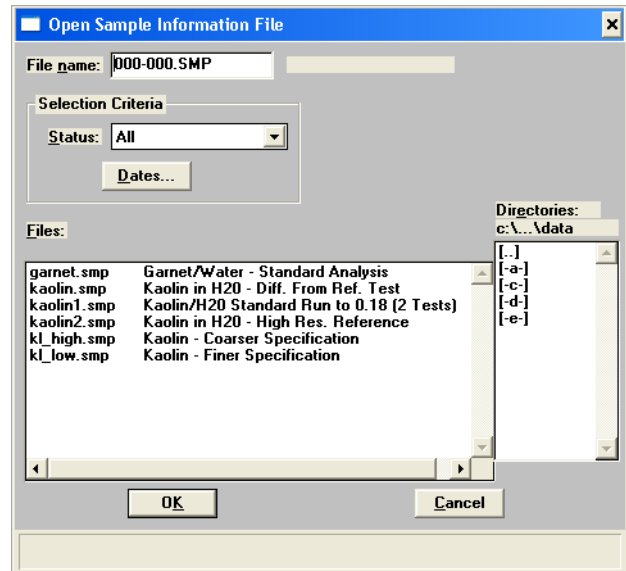 Open Sample Information File
File name: 000-000.SMP
Selection Criteria
Status: All
Dates...
Directories:
c:\...\data
Files:
[..]
[-a-]
[-c-]
[-d-]
[-e-]
garnet.smp Garnet/Water - Standard Analysis
kaolin.smp Kaolin in H20 - Diff. From Ref. Test
kaolin1.smp Kaolin/H20 Standard Run to 0.18 (2 Tests)
kaolin2.smp Kaolin in H20 - High Res. Reference
kl_high.smp Kaolin - Coarser Specification
kl_low.smp Kaolin - Finer Specification
OK
Cancel